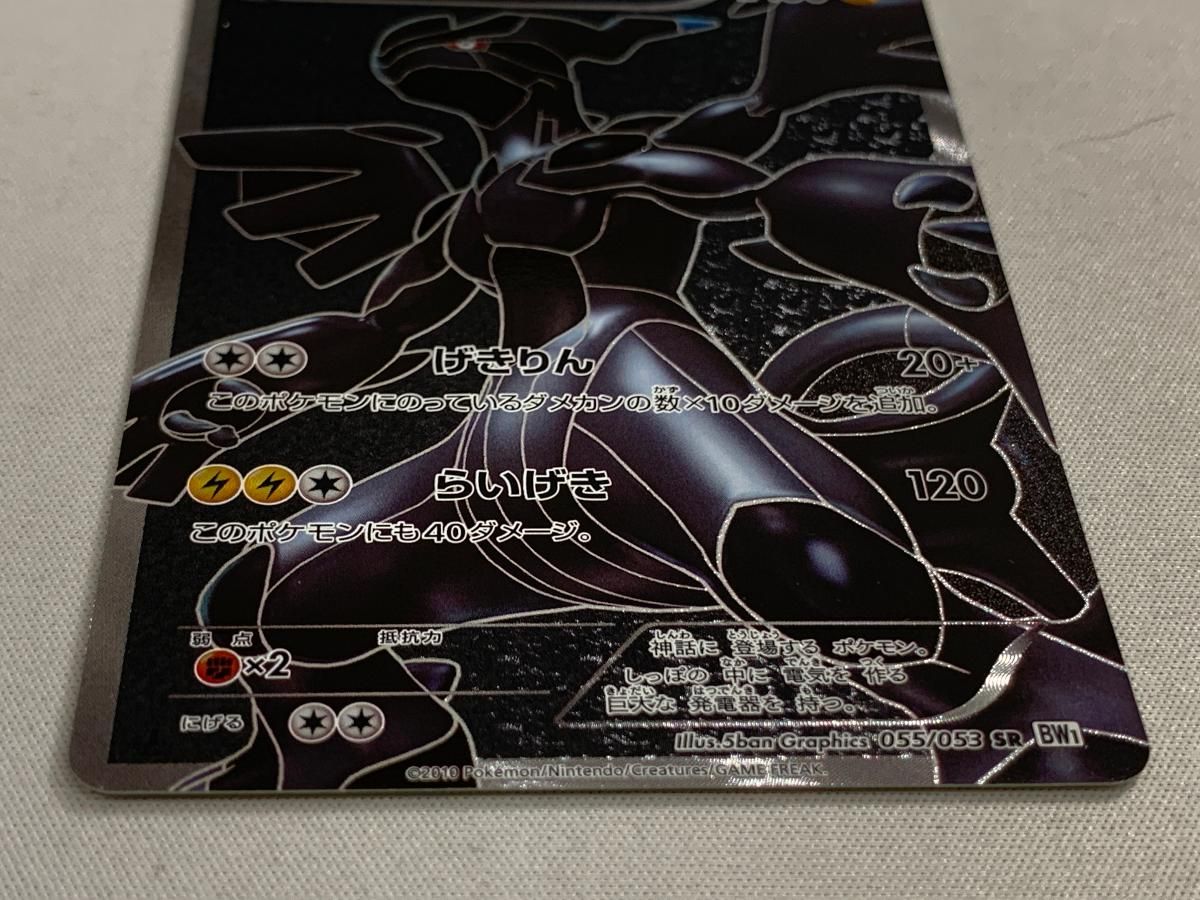 げきりん 20+
このポケモンにのっているダメカンの数×10ダメージを追加。
らいげき 120
このポケモンにも40ダメージ。
弱点 抵抗力
×2
神話に 登場する ポケモン。
しっぽの 中に 電気を 作る
巨大な 発電器を 持つ。
にげる
Illus.5ban Graphics 055/053 SR BW1
©2010 Pokémon/Nintendo/Creatures/GAME FREAK.